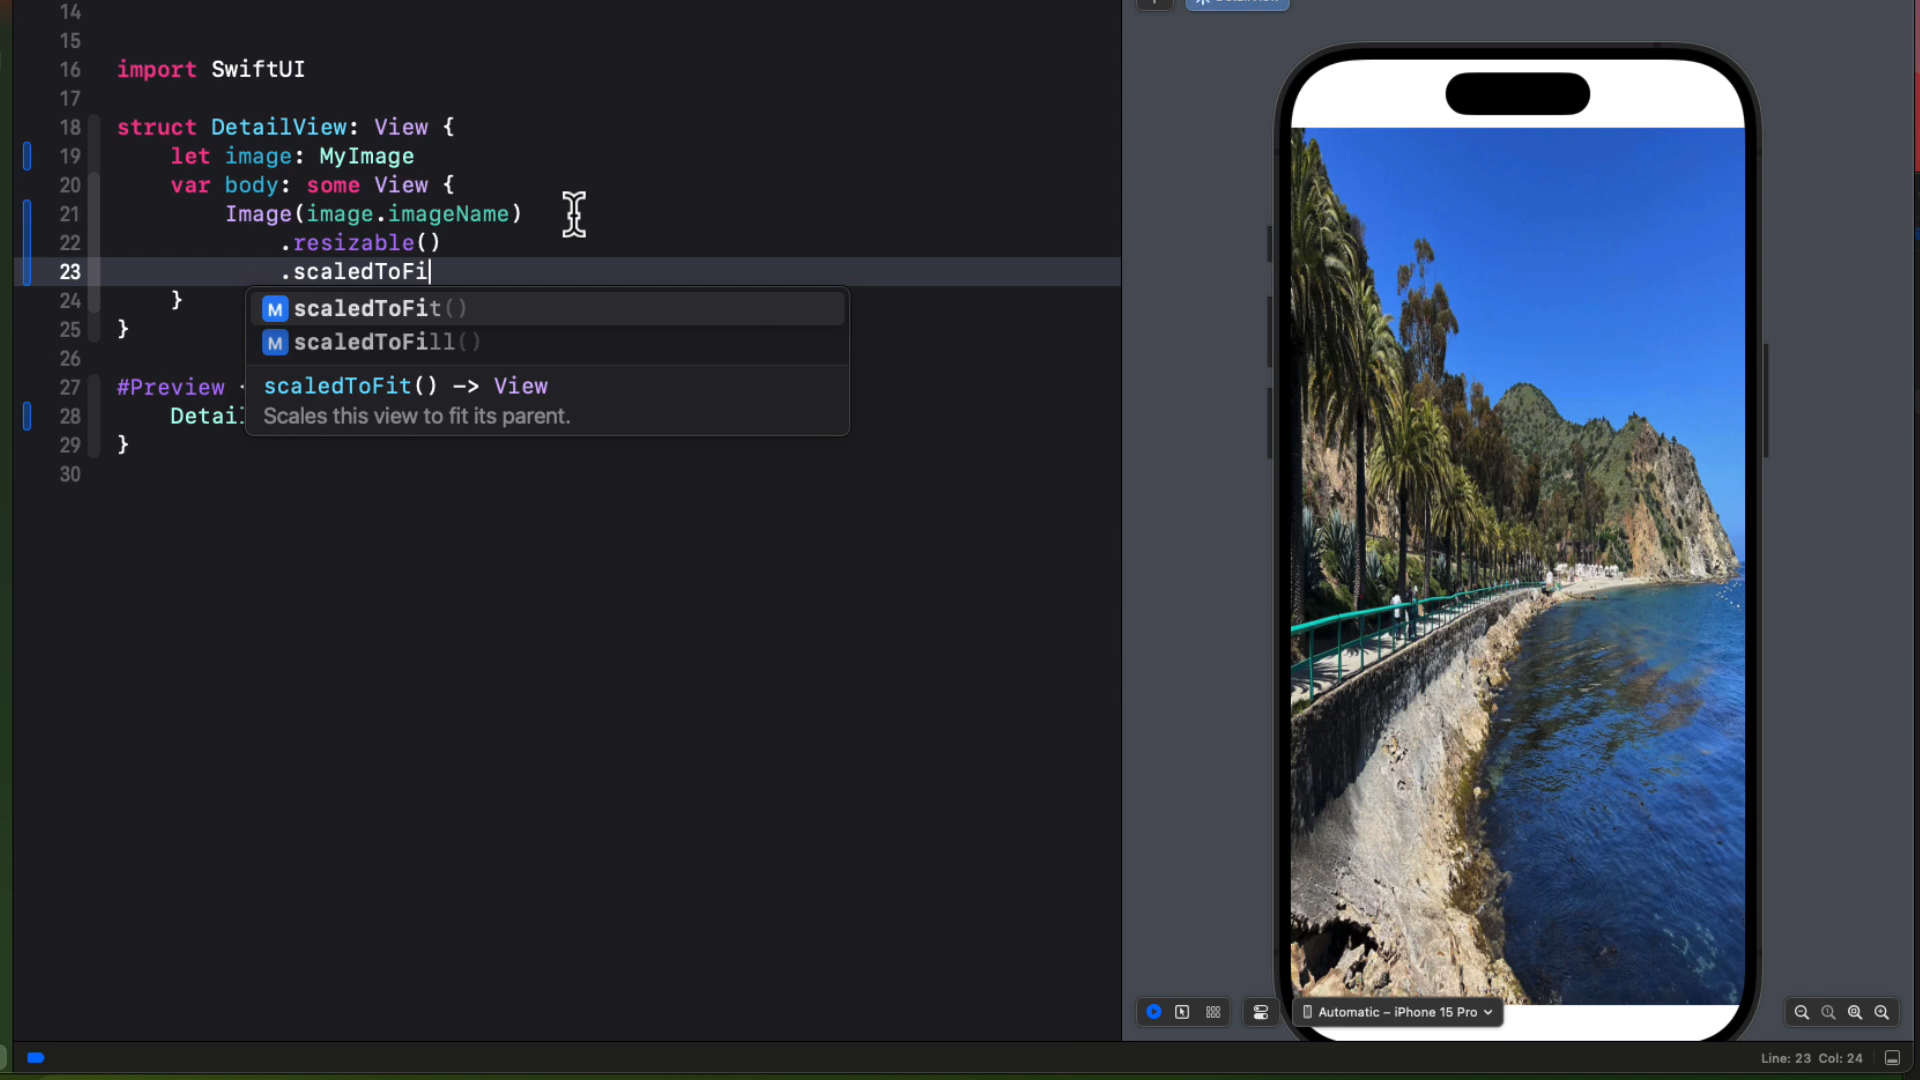 14
15
16 import SwiftUI
17
18 struct DetailView: View {
19 let image: MyImage
20 var body: some View {
21 Image(image.imageName)
22 .resizable()
23 .scaledToFi
24 }
25 }
26
27 #Preview
28 Detail
29 }
30
M scaledToFit()
M scaledToFill()
scaledToFit() -> View
Scales this view to fit its parent.
Automatic – iPhone 15 Pro
Line: 23 Col: 24